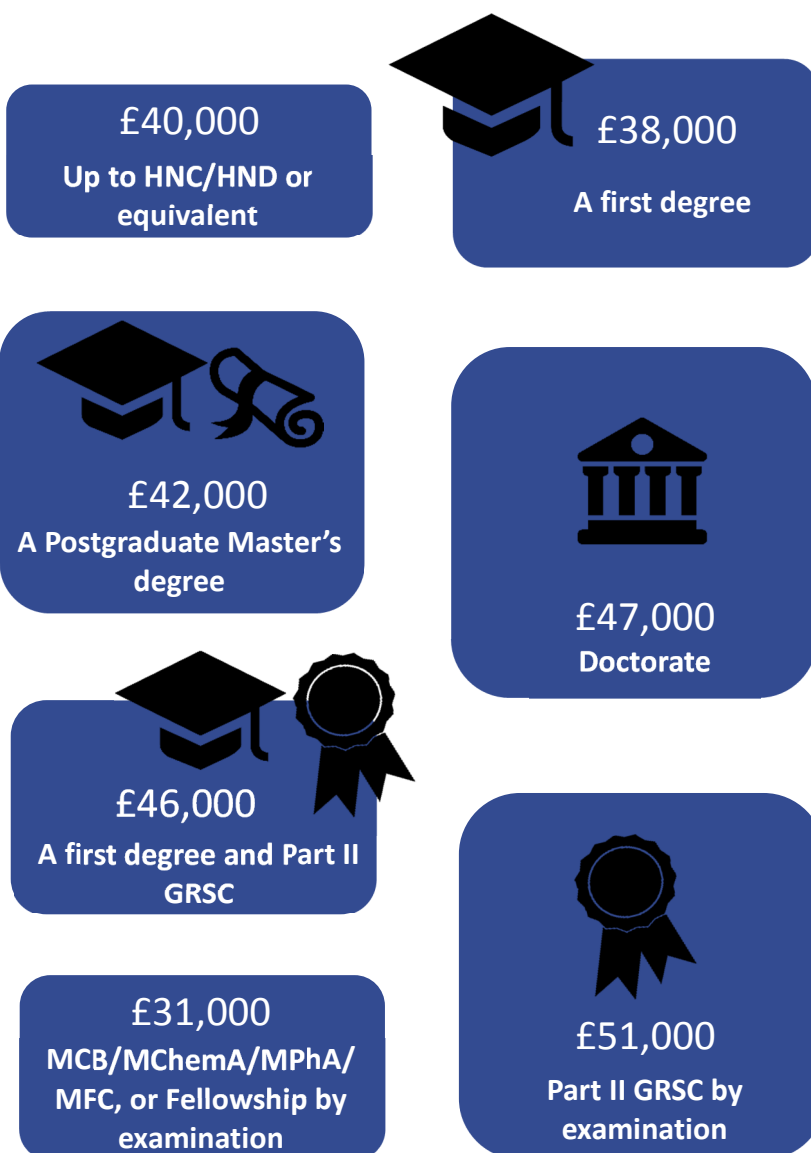 £40,000
Up to HNC/HND or
equivalent
£38,000
A first degree
£42,000
A Postgraduate Master’s
degree
£47,000
Doctorate
£46,000
A first degree and Part II
GRSC
£31,000
MCB/MChemA/MPhA/
MFC, or Fellowship by
examination
£51,000
Part II GRSC by
examination